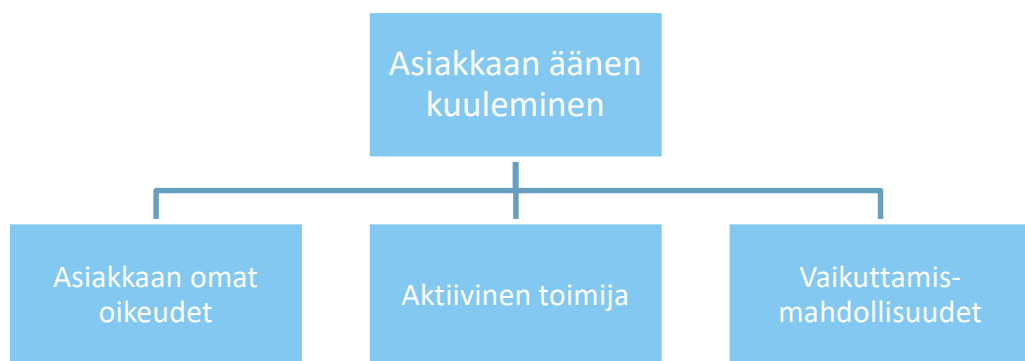 Asiakkaan äänen
kuuleminen
Asiakkaan omat
oikeudet
Aktiivinen toimija
Vaikuttamis-
mahdollisuudet